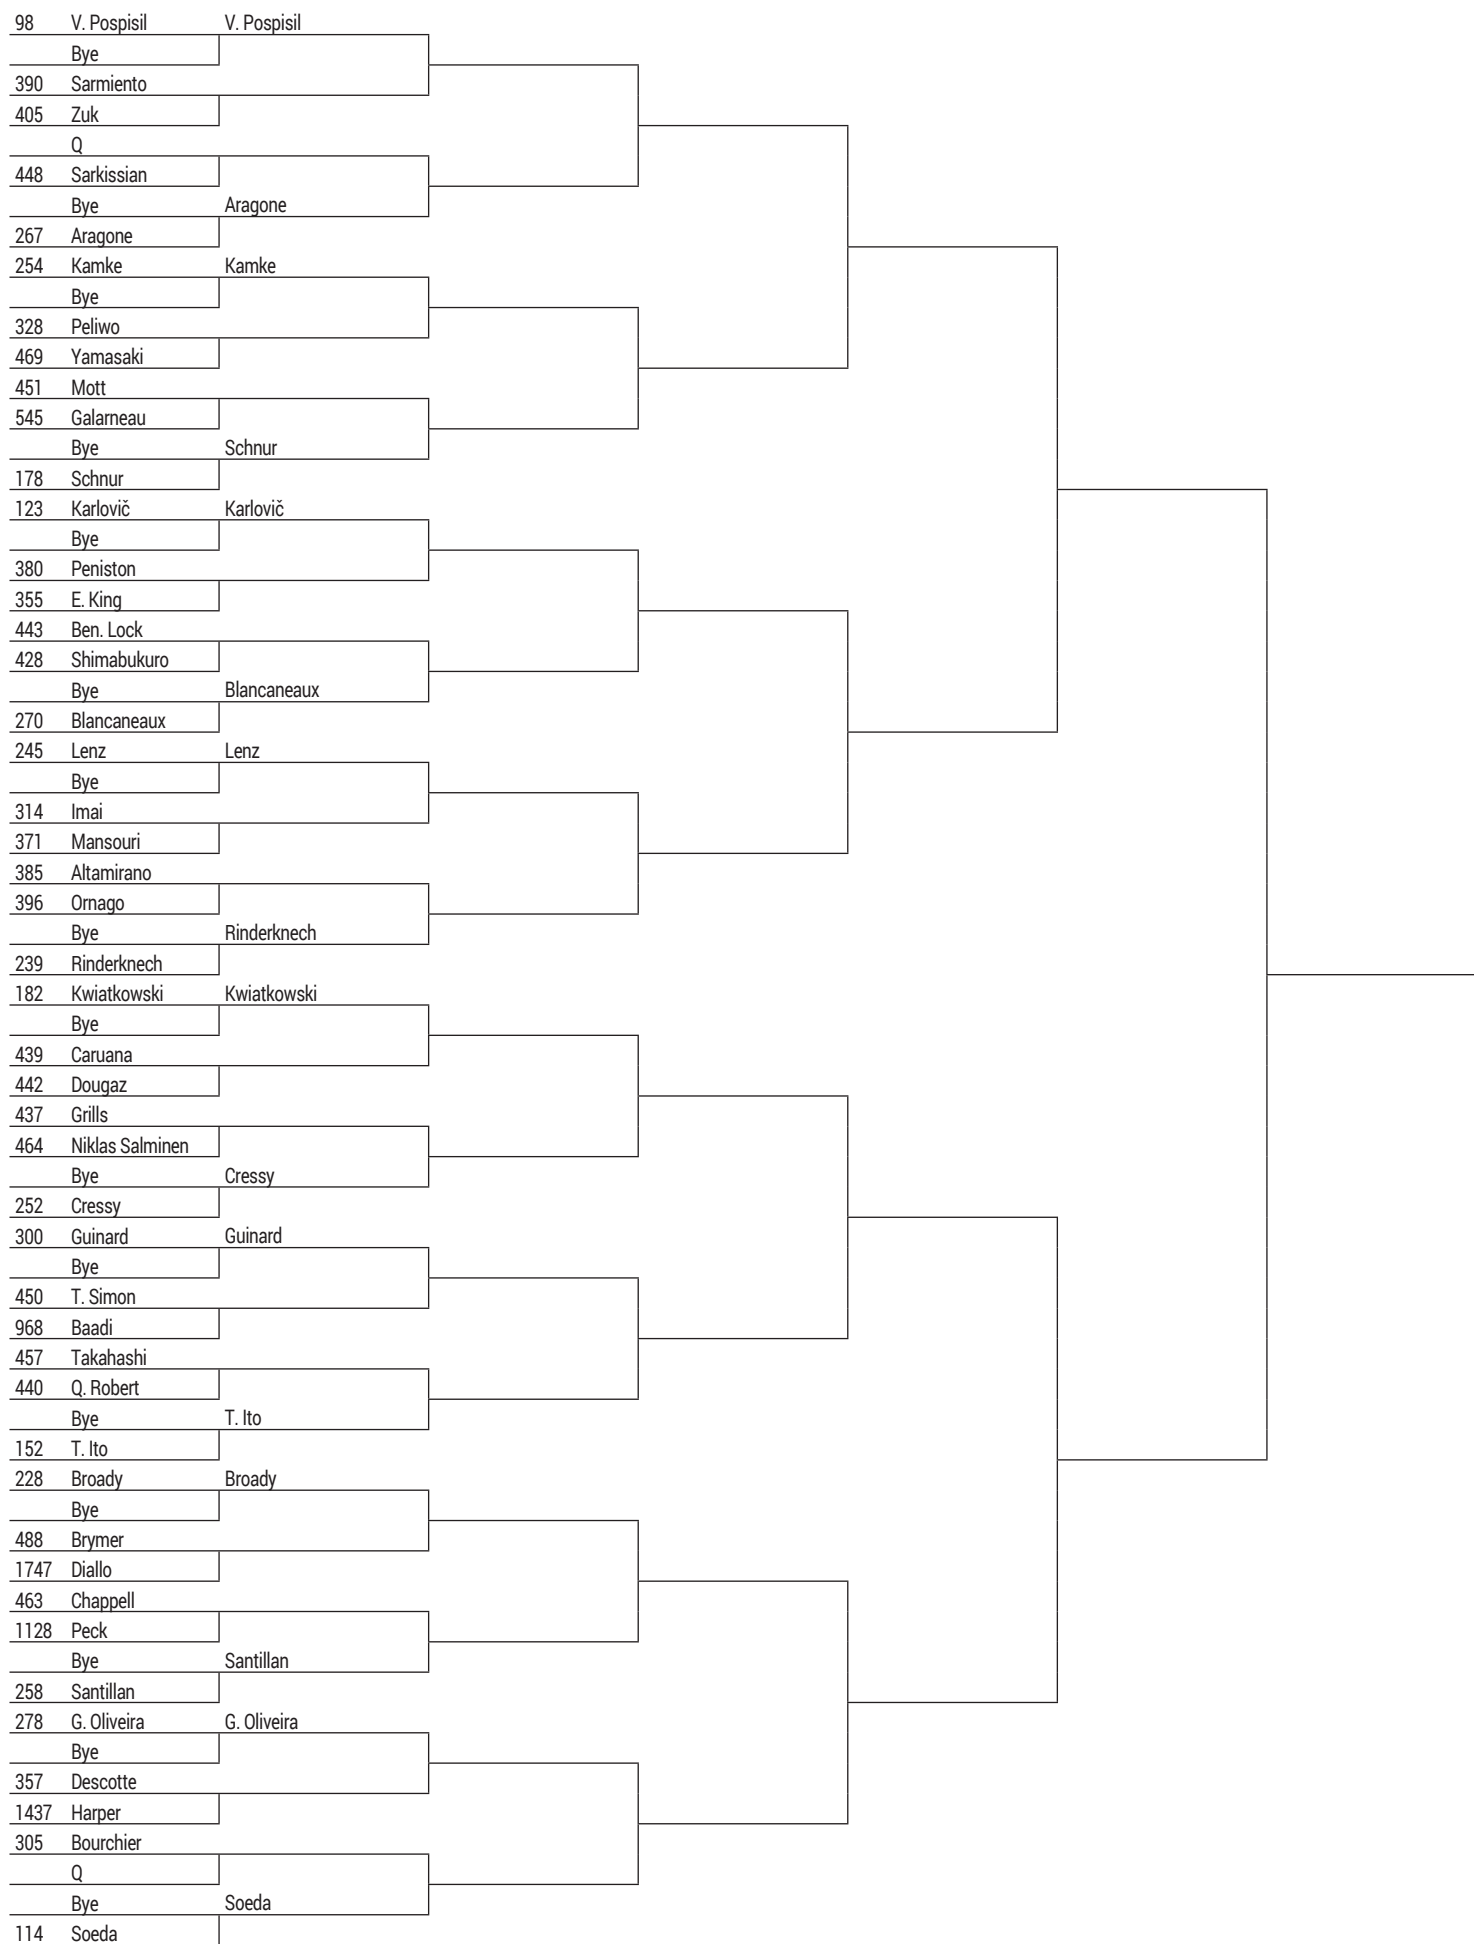 98 V. Pospisil V. Pospisil
Bye
390 Sarmiento
405 Zuk
Q
448 Sarkissian
Bye Aragone
267 Aragone
254 Kamke Kamke
Bye
328 Peliwo
469 Yamasaki
451 Mott
545 Galarneau
Bye Schnur
178 Schnur
123 Karlovič Karlovič
Bye
380 Peniston
355 E. King
443 Ben. Lock
428 Shimabukuro
Bye Blancaneaux
270 Blancaneaux
245 Lenz Lenz
Bye
314 Imai
371 Mansouri
385 Altamirano
396 Ornago
Bye Rinderknech
239 Rinderknech
182 Kwiatkowski Kwiatkowski
Bye
439 Caruana
442 Dougaz
437 Grills
464 Niklas Salminen
Bye Cressy
252 Cressy
300 Guinard Guinard
Bye
450 T. Simon
968 Baadi
457 Takahashi
440 Q. Robert
Bye T. Ito
152 T. Ito
228 Broady Broady
Bye
488 Brymer
1747 Diallo
463 Chappell
1128 Peck
Bye Santillan
258 Santillan
278 G. Oliveira G. Oliveira
Bye
357 Descotte
1437 Harper
305 Bourchier
Q
Bye Soeda
114 Soeda